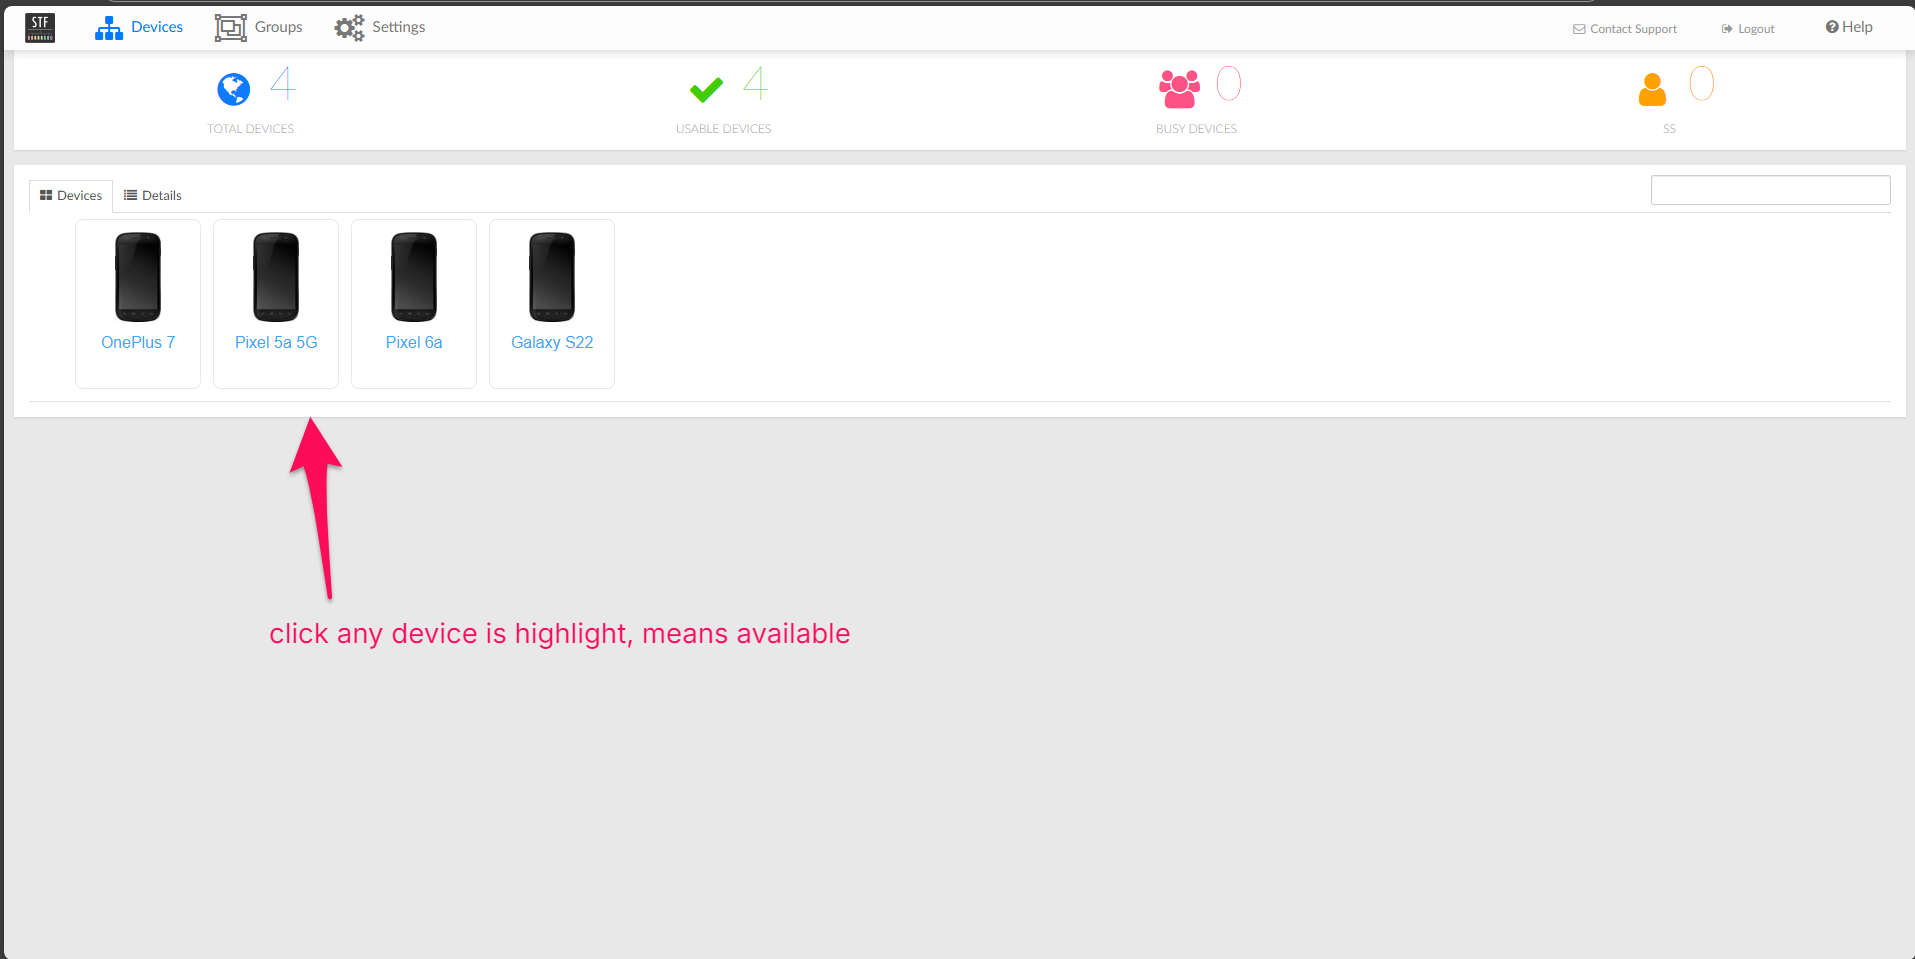 STF
Devices
Groups
Settings
Contact Support
Logout
Help
4
TOTAL DEVICES
4
USABLE DEVICES
0
BUSY DEVICES
0
SS
Devices
Details
OnePlus 7
Pixel 5a 5G
Pixel 6a
Galaxy S22
click any device is highlight, means available